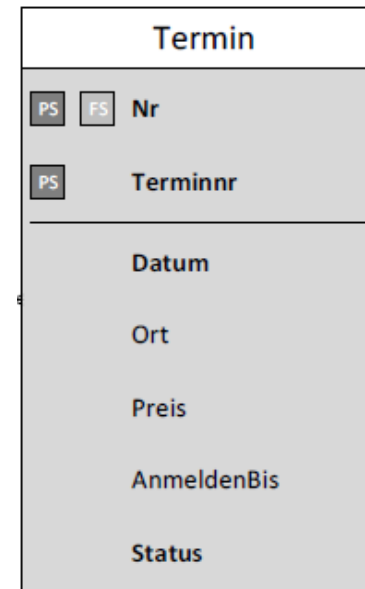 Termin
PS FS Nr
PS Terminnr
Datum
Ort
Preis
AnmeldenBis
Status